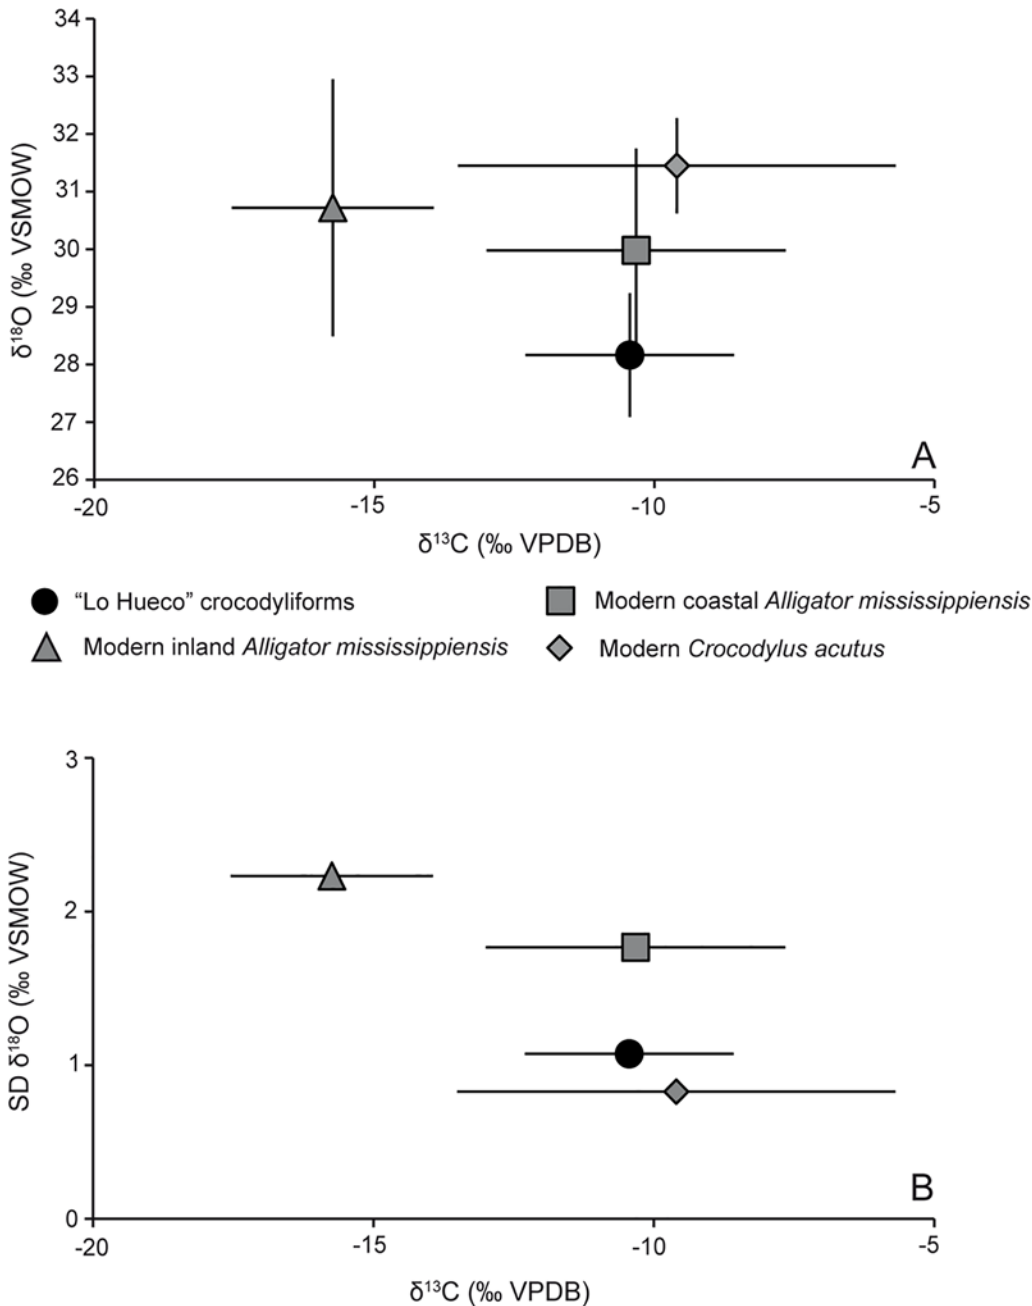 34
33
32
31
30
29
28
27
26
δ18O (‰ VSMOW)
A
-20
-15
-10
-5
δ13C (‰ VPDB)
“Lo Hueco” crocodyliforms
Modern coastal Alligator mississippiensis
Modern inland Alligator mississippiensis
Modern Crocodylus acutus
3
2
1
0
SD δ18O (‰ VSMOW)
B
-20
-15
-10
-5
δ13C (‰ VPDB)